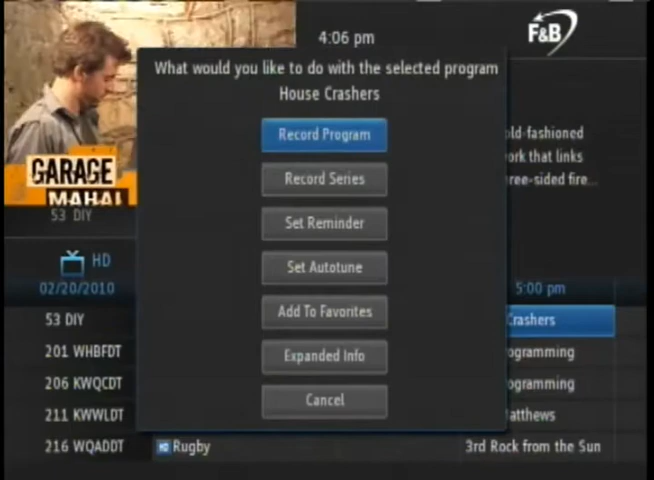 4:06 pm
F&B
What would you like to do with the selected program
House Crashers
Record Program
Record Series
Set Reminder
Set Autotune
Add To Favorites
Expanded Info
Cancel
old-fashioned
ork that links
ree-sided fire...
GARAGE
MAHAL
53 DIY
HD
02/20/2010
5:00 pm
53 DIY
Crashers
201 WHBFDT
ogramming
206 KWQCDT
ogramming
211 KWWLDT
atthews
216 WQADDT
HD Rugby
3rd Rock from the Sun